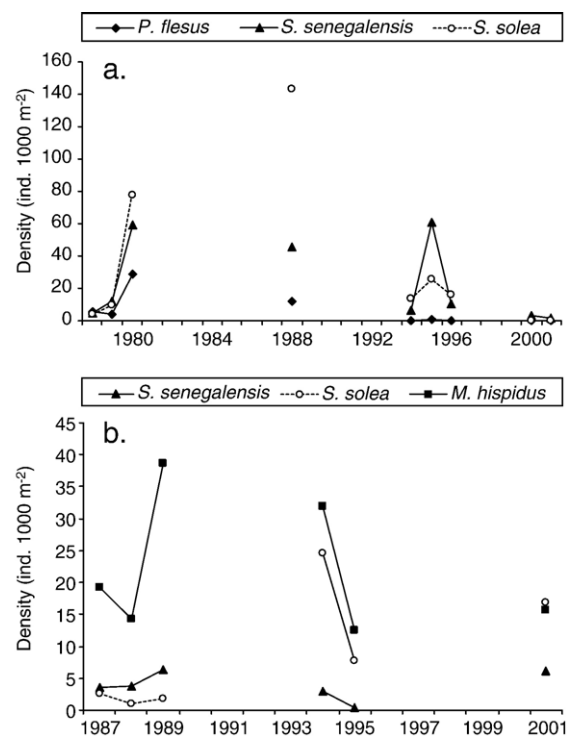 P. flesus S. senegalensis S. solea
a.
Density (ind. 1000 m-2)
160
140
120
100
80
60
40
20
0
1980 1984 1988 1992 1996 2000
S. senegalensis S. solea M. hispidus
b.
Density (ind. 1000 m-2)
45
40
35
30
25
20
15
10
5
0
1987 1989 1991 1993 1995 1997 1999 2001